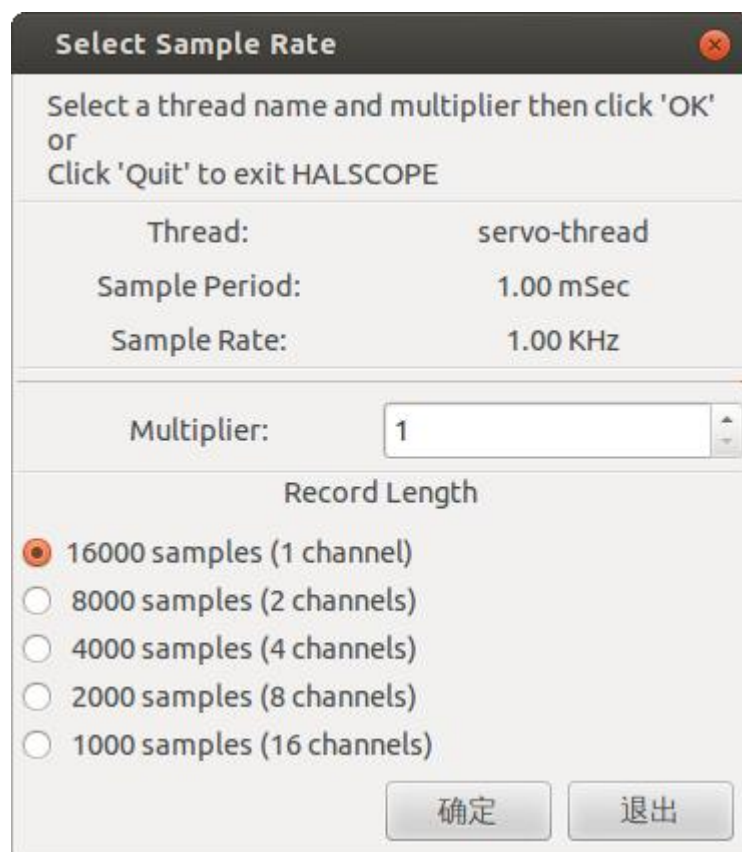 Select Sample Rate
Select a thread name and multiplier then click 'OK'
or
Click 'Quit' to exit HALSCOPE
Thread: servo-thread
Sample Period: 1.00 mSec
Sample Rate: 1.00 KHz
Multiplier: 1
Record Length
16000 samples (1 channel)
8000 samples (2 channels)
4000 samples (4 channels)
2000 samples (8 channels)
1000 samples (16 channels)
确定 退出